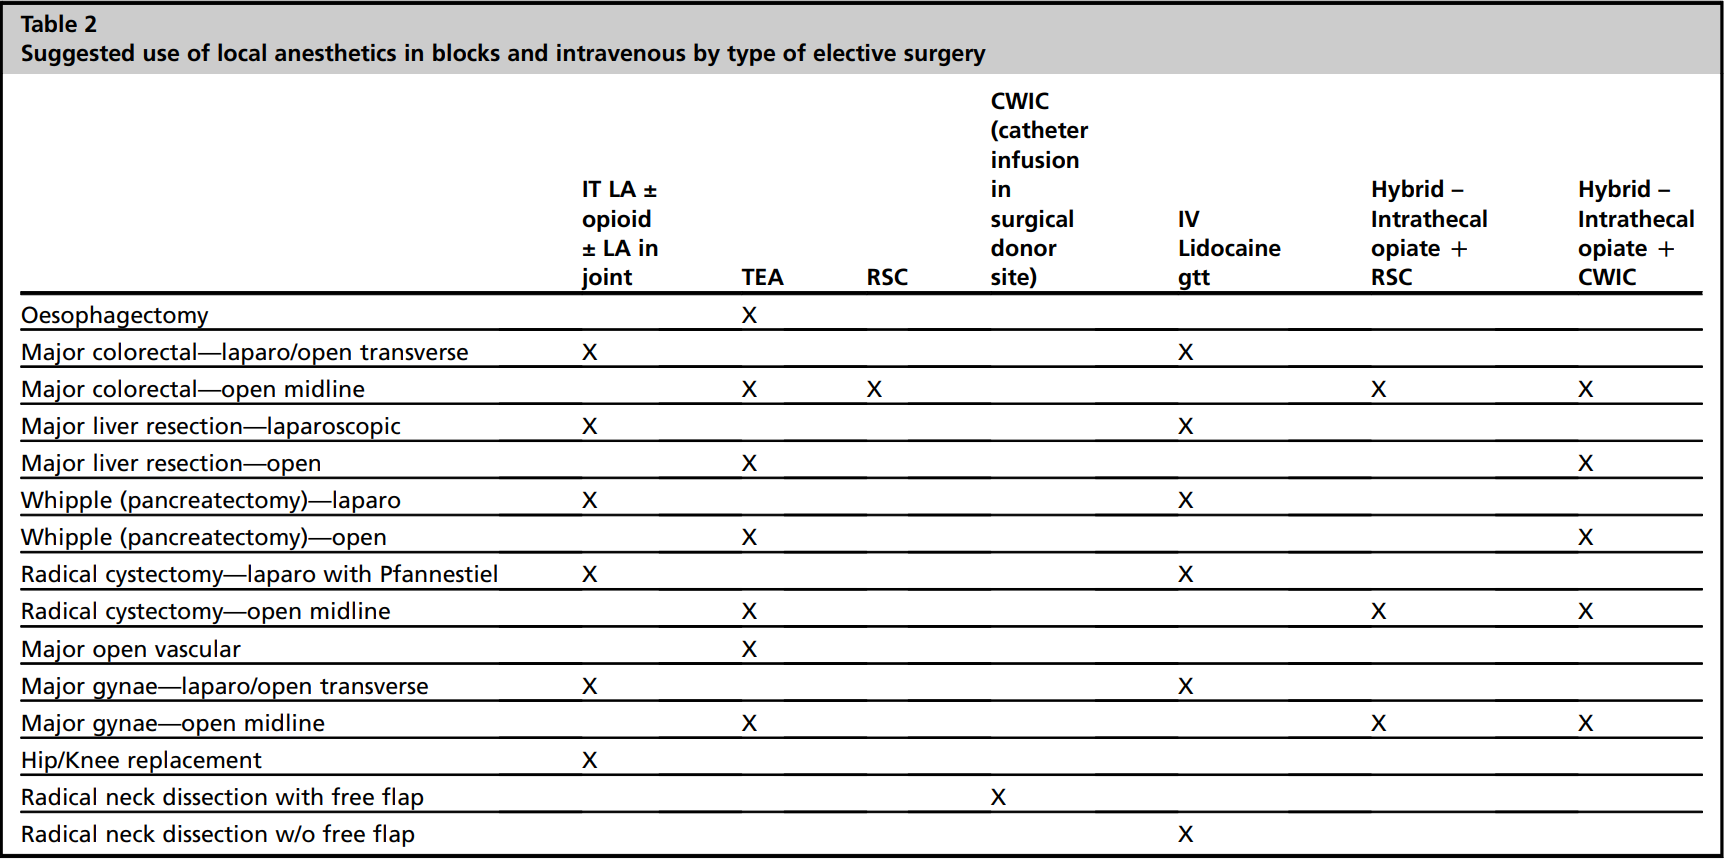 Table 2
Suggested use of local anesthetics in blocks and intravenous by type of elective surgery
IT LA ±
opioid
± LA in
joint
TEA
RSC
CWIC
(catheter
infusion
in
surgical
donor
site)
IV
Lidocaine
gtt
Hybrid –
Intrathecal
opiate +
RSC
Hybrid –
Intrathecal
opiate +
CWIC
Oesophagectomy X
Major colorectal—laparo/open transverse X X
Major colorectal—open midline X X X X
Major liver resection—laparoscopic X X
Major liver resection—open X X
Whipple (pancreatectomy)—laparo X X
Whipple (pancreatectomy)—open X X
Radical cystectomy—laparo with Pfannestiel X X
Radical cystectomy—open midline X X X
Major open vascular X
Major gynae—laparo/open transverse X X
Major gynae—open midline X X X
Hip/Knee replacement X
Radical neck dissection with free flap X
Radical neck dissection w/o free flap X